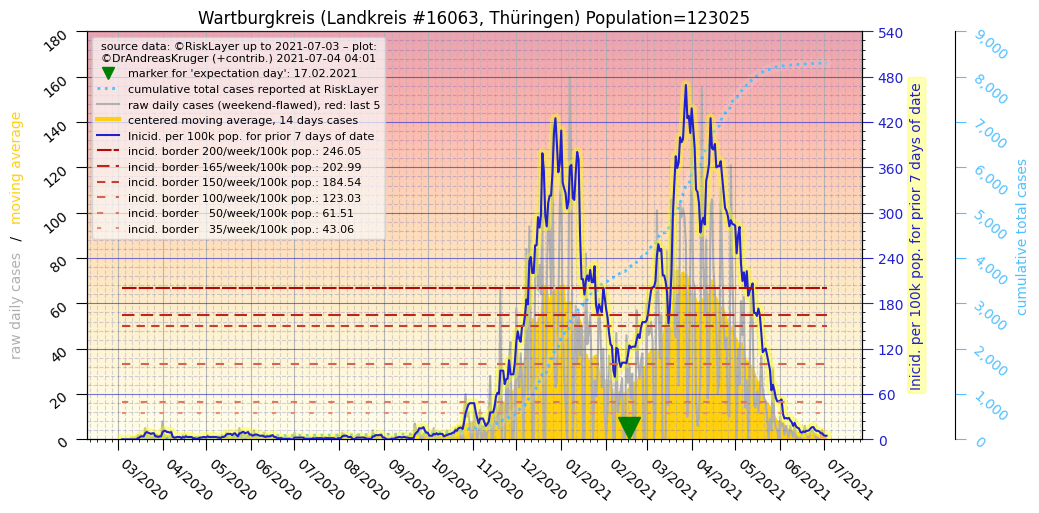 Wartburgkreis (Landkreis #16063, Thüringen) Population=123025
source data: ©RiskLayer up to 2021-07-03 – plot:
©DrAndreasKruger (+contrib.) 2021-07-04 04:01
marker for 'expectation day': 17.02.2021
cumulative total cases reported at RiskLayer
raw daily cases (weekend-flawed), red: last 5
centered moving average, 14 days cases
Inicid. per 100k pop. for prior 7 days of date
incid. border 200/week/100k pop.: 246.05
incid. border 165/week/100k pop.: 202.99
incid. border 150/week/100k pop.: 184.54
incid. border 100/week/100k pop.: 123.03
incid. border 50/week/100k pop.: 61.51
incid. border 35/week/100k pop.: 43.06
raw daily cases / moving average
180
160
140
120
100
80
60
40
20
0
03/2020
04/2020
05/2020
06/2020
07/2020
08/2020
09/2020
10/2020
11/2020
12/2020
01/2021
02/2021
03/2021
04/2021
05/2021
06/2021
07/2021
540
480
420
360
300
240
180
120
60
0
Inicid. per 100k pop. for prior 7 days of date
9,000
8,000
7,000
6,000
5,000
4,000
3,000
2,000
1,000
0
cumulative total cases